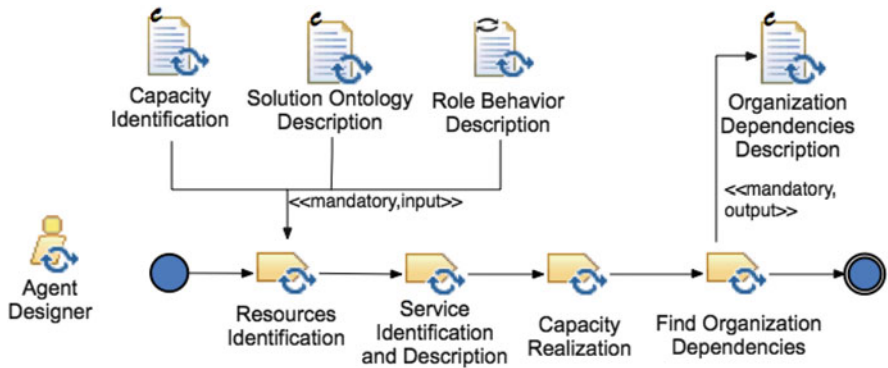 Capacity
Identification
Solution Ontology
Description
Role Behavior
Description
Organization
Dependencies
Description
<<mandatory,input>>
<<mandatory,
output>>
Agent
Designer
Resources
Identification
Service
Identification
and Description
Capacity
Realization
Find Organization
Dependencies